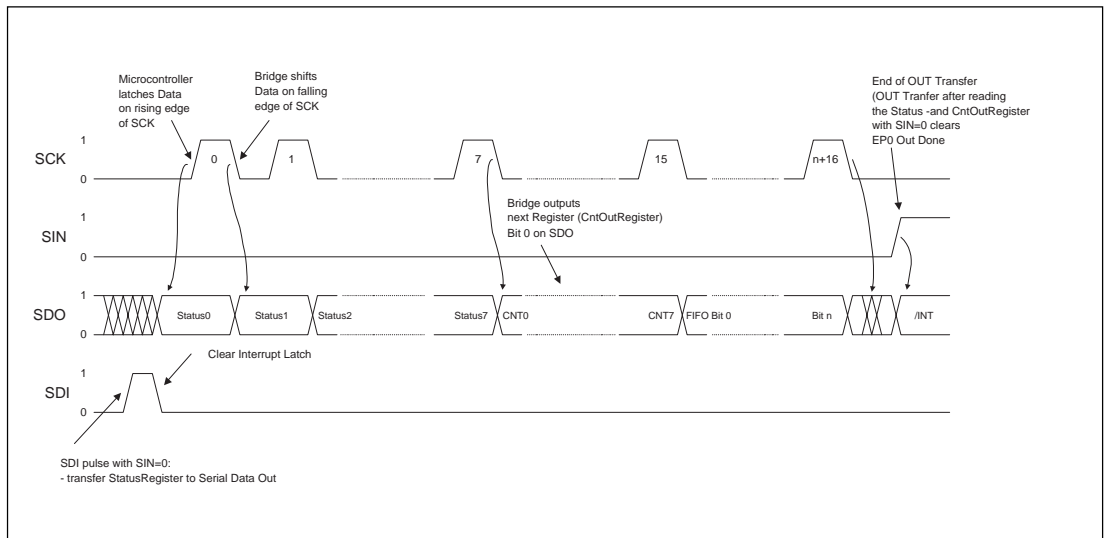 Microcontroller
latches Data
on rising edge
of SCK
Bridge shifts
Data on falling
edge of SCK
End of OUT Transfer
(OUT Tranfer after reading
the Status -and CntOutRegister
with SIN=0 clears
EP0 Out Done
SCK
1
0
0
1
7
15
n+16
Bridge outputs
next Register (CntOutRegister)
Bit 0 on SDO
SIN
1
0
SDO
1
0
Status0
Status1
Status2
Status7
CNT0
CNT7
FIFO Bit 0
Bit n
/INT
Clear Interrupt Latch
SDI
1
0
SDI pulse with SIN=0:
- transfer StatusRegister to Serial Data Out